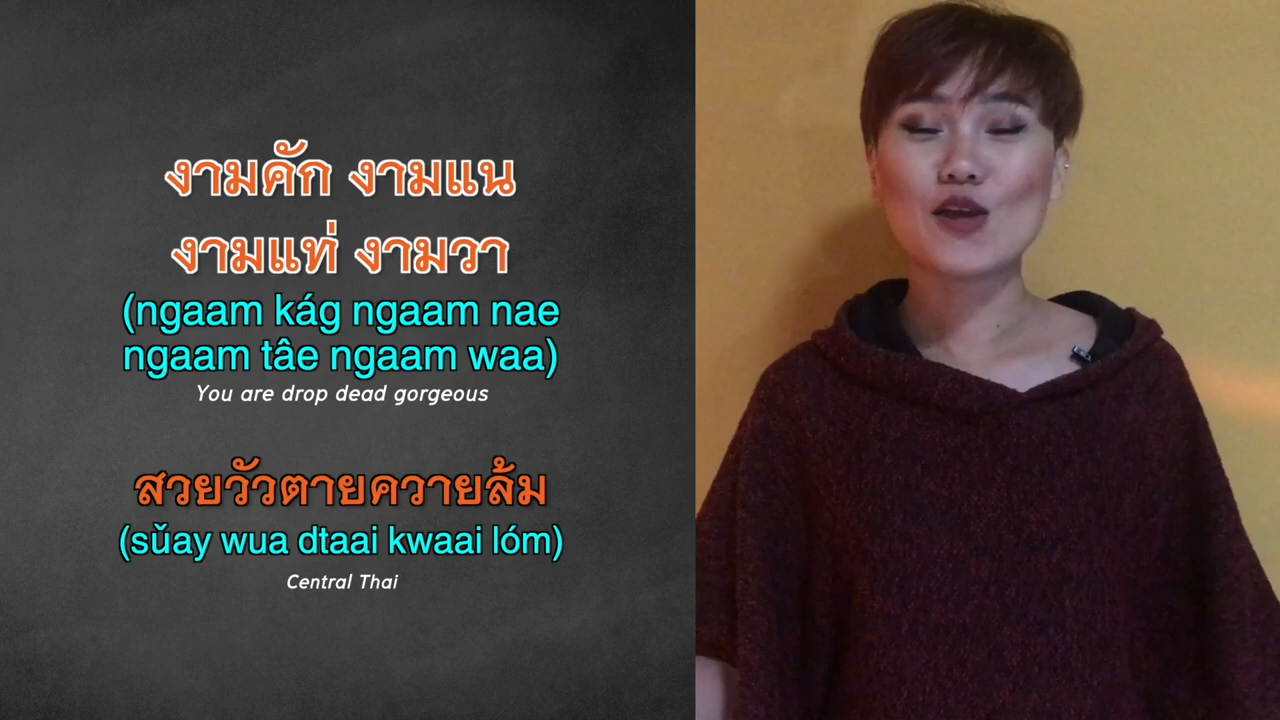 งามคัก งามแน
งามแท่ งามวา
(ngaam kág ngaam nae
ngaam tâe ngaam waa)
You are drop dead gorgeous
สวยวัวตายควายล้ม
(sǔay wua dtaai kwaai lóm)
Central Thai